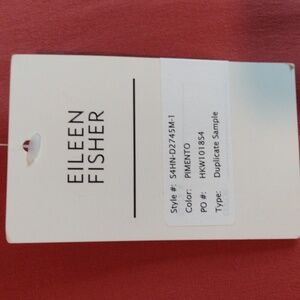 EILEEN
FISHER
Style #: S4HN-D2745M-1
Color: PIMENTO
PO #: HKW101854
Type: Duplicate Sample